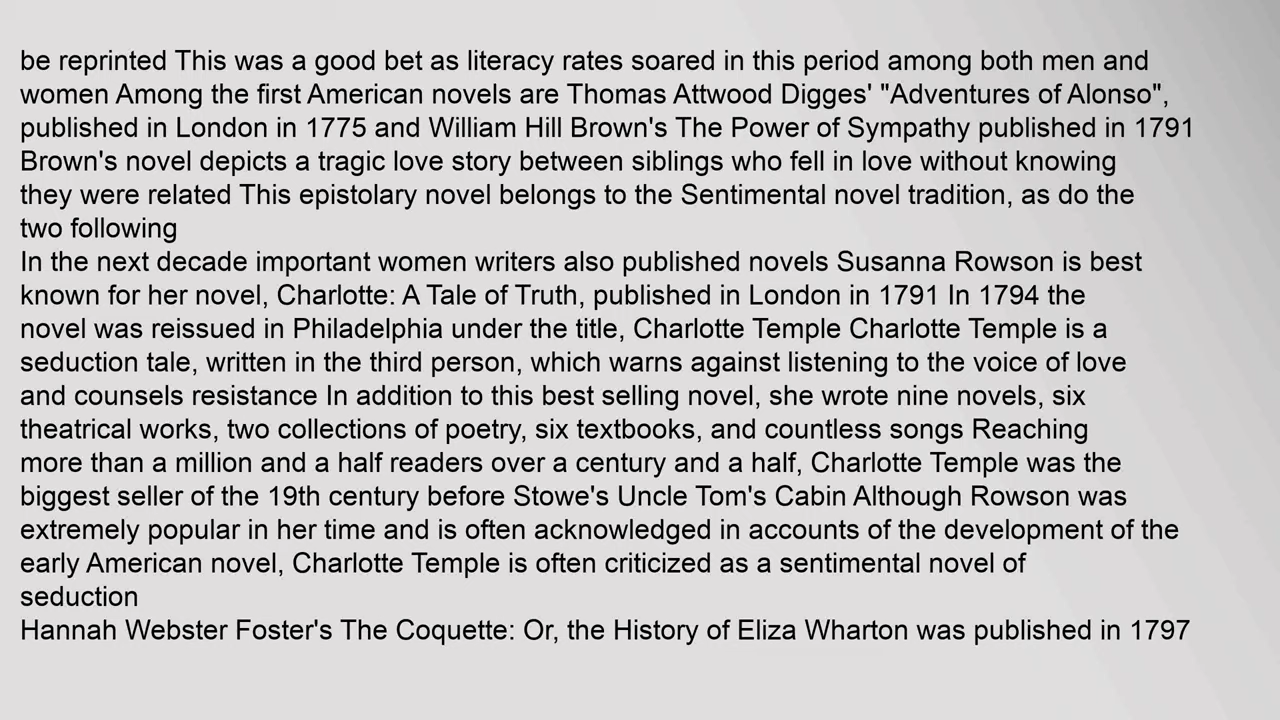 be reprinted This was a good bet as literacy rates soared in this period among both men and
women Among the first American novels are Thomas Attwood Digges' "Adventures of Alonso",
published in London in 1775 and William Hill Brown's The Power of Sympathy published in 1791
Brown's novel depicts a tragic love story between siblings who fell in love without knowing
they were related This epistolary novel belongs to the Sentimental novel tradition, as do the
two following
In the next decade important women writers also published novels Susanna Rowson is best
known for her novel, Charlotte: A Tale of Truth, published in London in 1791 In 1794 the
novel was reissued in Philadelphia under the title, Charlotte Temple Charlotte Temple is a
seduction tale, written in the third person, which warns against listening to the voice of love
and counsels resistance In addition to this best selling novel, she wrote nine novels, six
theatrical works, two collections of poetry, six textbooks, and countless songs Reaching
more than a million and a half readers over a century and a half, Charlotte Temple was the
biggest seller of the 19th century before Stowe's Uncle Tom's Cabin Although Rowson was
extremely popular in her time and is often acknowledged in accounts of the development of the
early American novel, Charlotte Temple is often criticized as a sentimental novel of
seduction
Hannah Webster Foster's The Coquette: Or, the History of Eliza Wharton was published in 1797